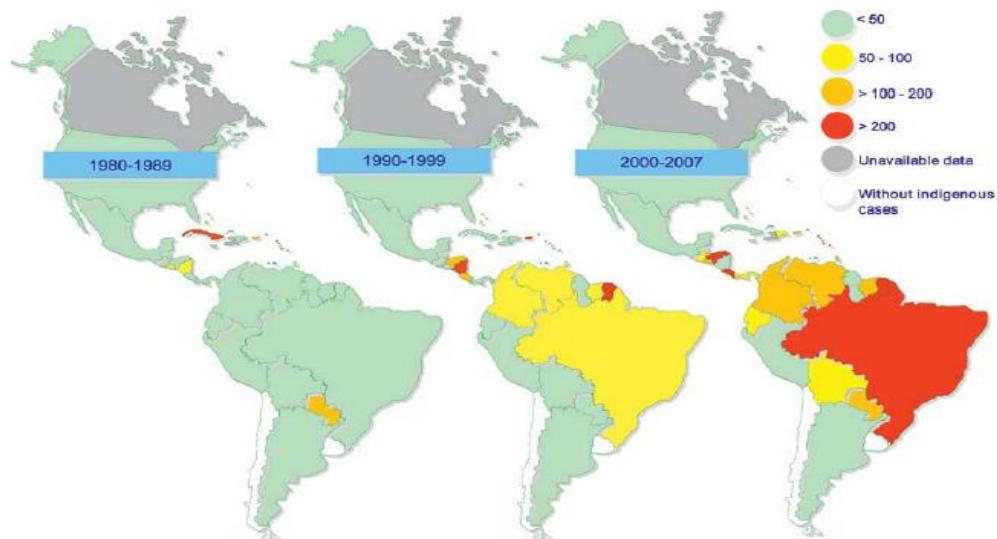 1980-1989
1990-1999
2000-2007
< 50
50 - 100
> 100 - 200
> 200
Unavailable data
Without indigenous
cases